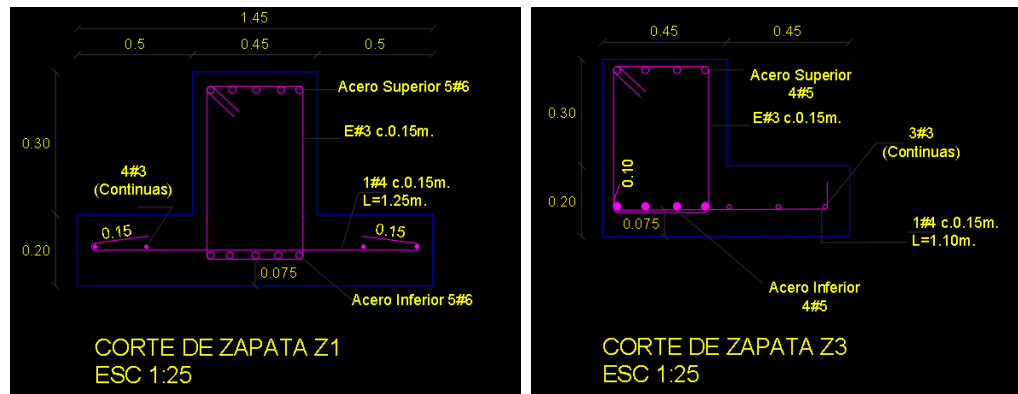 1.45
0.5 0.45 0.5
Acero Superior 5#6
E#3 c.0.15m.
0.30
4#3
(Continuas)
1#4 c.0.15m.
L=1.25m.
0.15 0.15
0.20
0.075
Acero Inferior 5#6
CORTE DE ZAPATA Z1
ESC 1:25
0.45 0.45
Acero Superior
4#5
0.30
E#3 c.0.15m.
3#3
(Continuas)
0.10
0.20
0.075
1#4 c.0.15m.
L=1.10m.
Acero Inferior
4#5
CORTE DE ZAPATA Z3
ESC 1:25